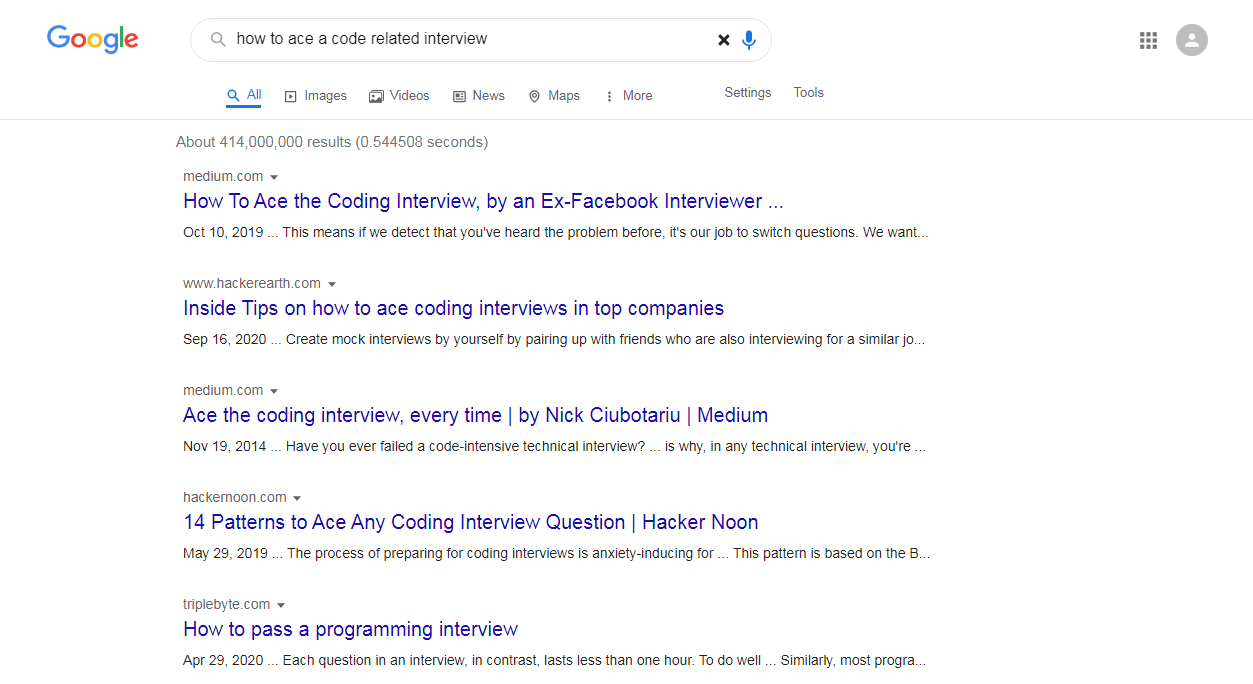 Google
how to ace a code related interview
All Images Videos News Maps More Settings Tools
About 414,000,000 results (0.544508 seconds)
medium.com
How To Ace the Coding Interview, by an Ex-Facebook Interviewer ...
Oct 10, 2019 ... This means if we detect that you've heard the problem before, it's our job to switch questions. We want...
www.hackerearth.com
Inside Tips on how to ace coding interviews in top companies
Sep 16, 2020 ... Create mock interviews by yourself by pairing up with friends who are also interviewing for a similar jo...
medium.com
Ace the coding interview, every time | by Nick Ciubotariu | Medium
Nov 19, 2014 ... Have you ever failed a code-intensive technical interview? ... is why, in any technical interview, you're ...
hackernoon.com
14 Patterns to Ace Any Coding Interview Question | Hacker Noon
May 29, 2019 ... The process of preparing for coding interviews is anxiety-inducing for ... This pattern is based on the B...
triplebyte.com
How to pass a programming interview
Apr 29, 2020 ... Each question in an interview, in contrast, lasts less than one hour. To do well ... Similarly, most progra...